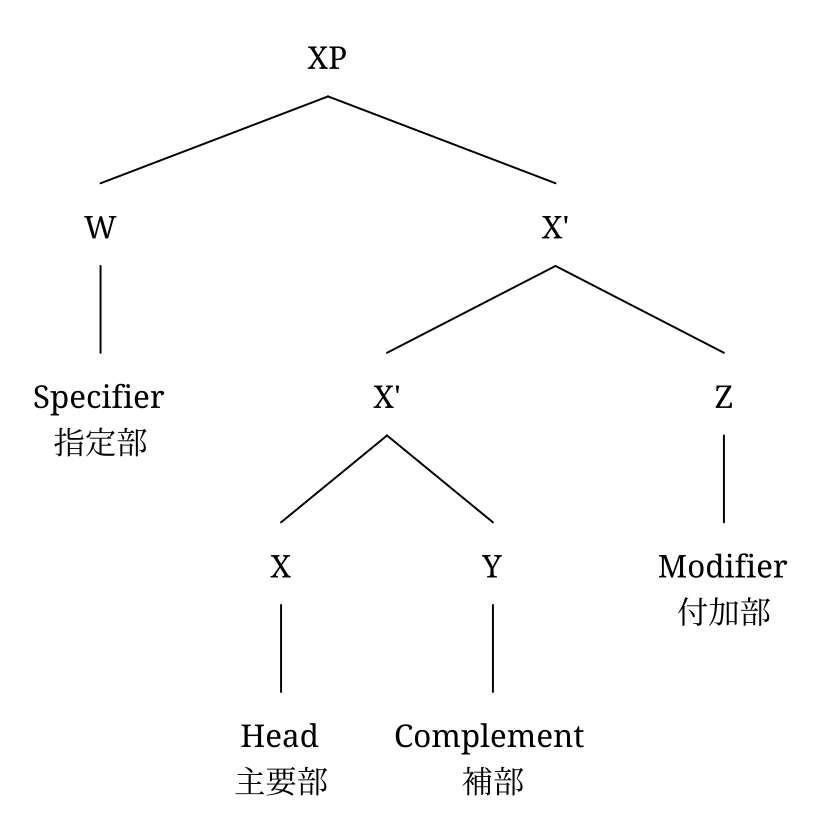 XP
W
X'
Specifier
指定部
X'
Z
X
Y
Modifier
付加部
Head
主要部
Complement
補部